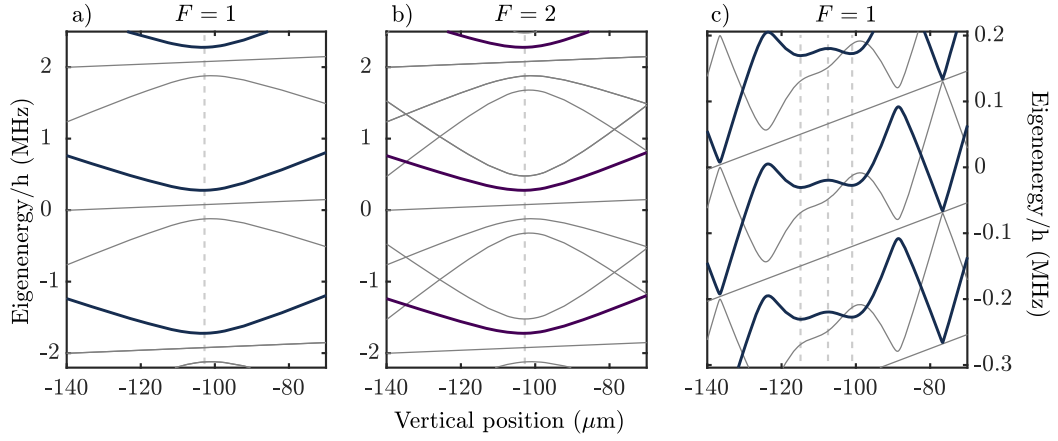 a) F = 1
b) F = 2
c) F = 1
Eigenenergy/h (MHz)
2
1
0
-1
-2
-140 -120 -100 -80
2
1
0
-1
-2
-140 -120 -100 -80
0.2
0.1
0
-0.1
-0.2
-0.3
-140 -120 -100 -80
Eigenenergy/h (MHz)
Vertical position (μm)